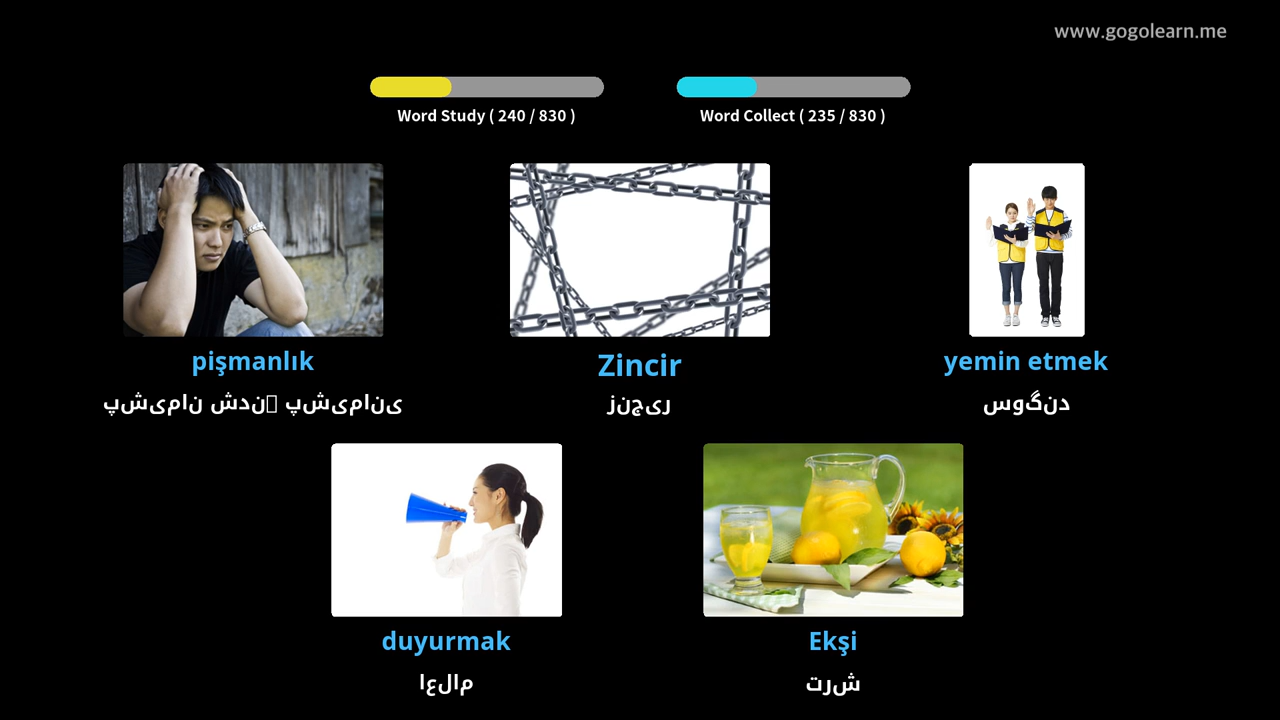 www.gogolearn.me
Word Study ( 240 / 830 )
Word Collect ( 235 / 830 )
pişmanlık
Zincir
yemin etmek
پشیمان شدن پشیمانی
زنجیر
سوگند
duyurmak
Ekşi
اعلام
ترش